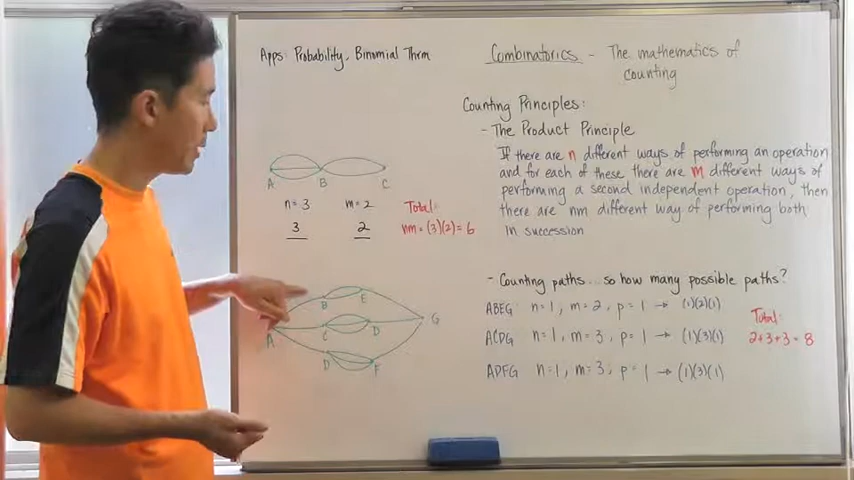 Apps: Probability, Binomial Thrm
Combinatorics - The mathematics of
counting
Counting Principles:
- The Product Principle
If there are n different ways of performing an operation
and for each of these there are m different ways of
performing a second independent operation, then
there are nm different way of performing both
in succession
A B C
n = 3 m = 2
3 2
Total:
nm = (3)(2) = 6
- Counting paths... so how many possible paths?
ABEG: n = 1, m = 2, p = 1 → (1)(2)(1)
ACDG: n = 1, m = 3, p = 1 → (1)(3)(1)
ADFG: n = 1, m = 3, p = 1 → (1)(3)(1)
Total:
2+3+3 = 8
B E
A C D G
D F